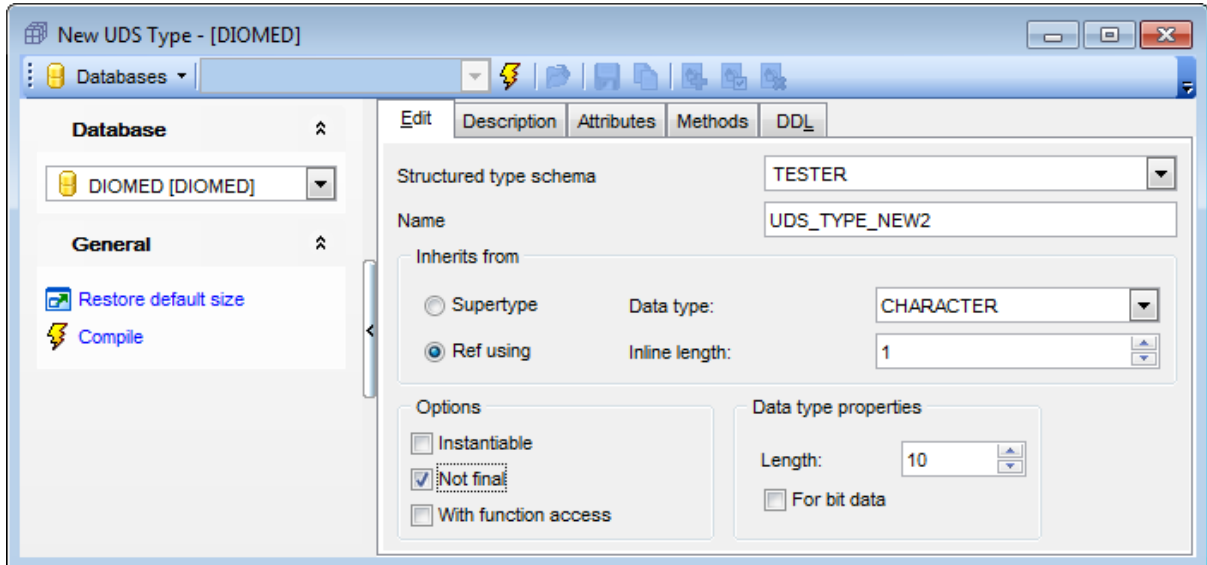 New UDS Type - [DIOMED]
Databases
Database
DIOMED [DIOMED]
General
Restore default size
Compile
Edit Description Attributes Methods DDL
Structured type schema TESTER
Name UDS_TYPE_NEW2
Inherits from
Supertype Data type: CHARACTER
Ref using Inline length: 1
Options Data type properties
Instantiable
Length: 10
Not final
For bit data
With function access